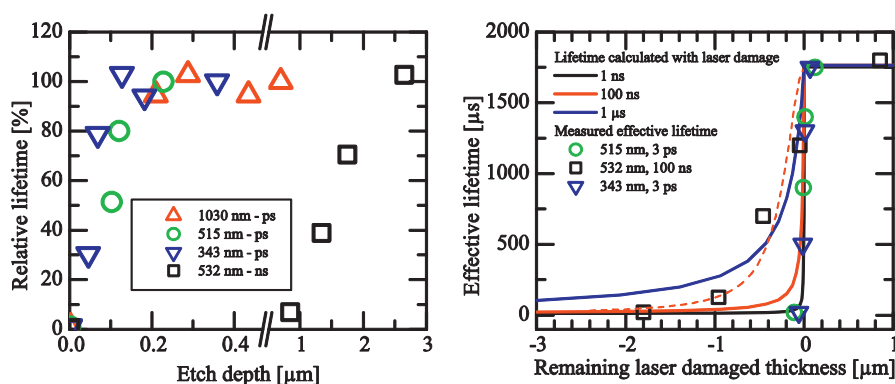 120
100
80
60
40
20
0
0.0 0.2 0.4 1 2 3
Relative lifetime [%]
Etch depth [µm]
1030 nm - ps
515 nm - ps
343 nm - ps
532 nm - ns
2000
1500
1000
500
0
-3 -2 -1 0 1
Effective lifetime [µs]
Remaining laser damaged thickness [µm]
Lifetime calculated with laser damage
1 ns
100 ns
1 µs
Measured effective lifetime
515 nm, 3 ps
532 nm, 100 ns
343 nm, 3 ps